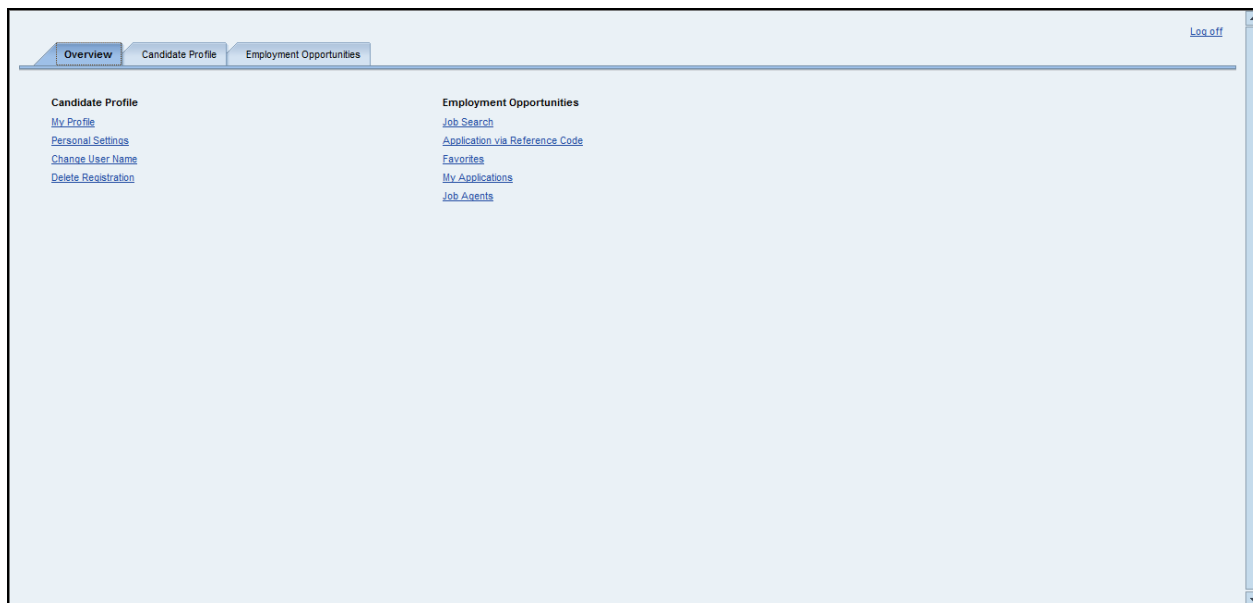 Log off
Overview Candidate Profile Employment Opportunities
Candidate Profile
My Profile
Personal Settings
Change User Name
Delete Registration
Employment Opportunities
Job Search
Application via Reference Code
Favorites
My Applications
Job Agents